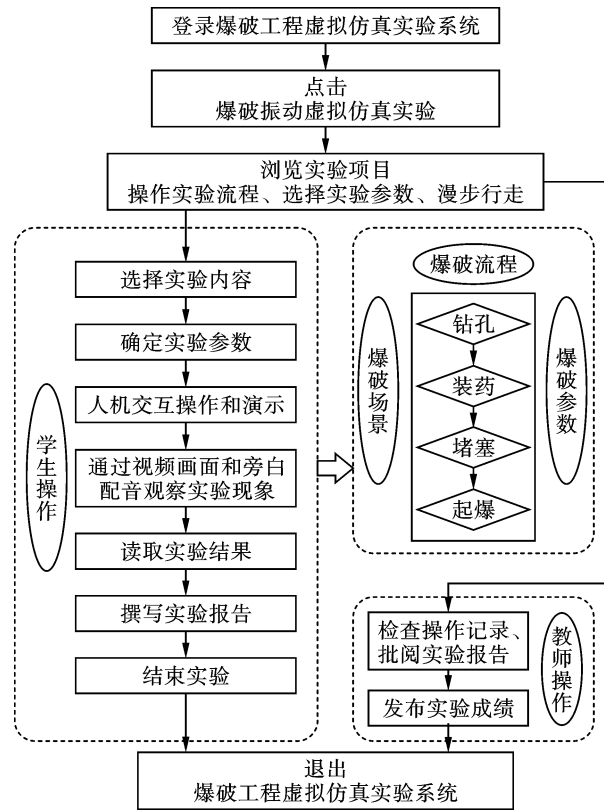 登录爆破工程虚拟仿真实验系统
点击
爆破振动虚拟仿真实验
浏览实验项目
操作实验流程、选择实验参数、漫步行走
学生操作
选择实验内容
确定实验参数
人机交互操作和演示
通过视频画面和旁白
配音观察实验现象
读取实验结果
撰写实验报告
结束实验
爆破流程
爆破场景
钻孔
装药
堵塞
起爆
爆破参数
检查操作记录、
批阅实验报告
发布实验成绩
教师操作
退出
爆破工程虚拟仿真实验系统